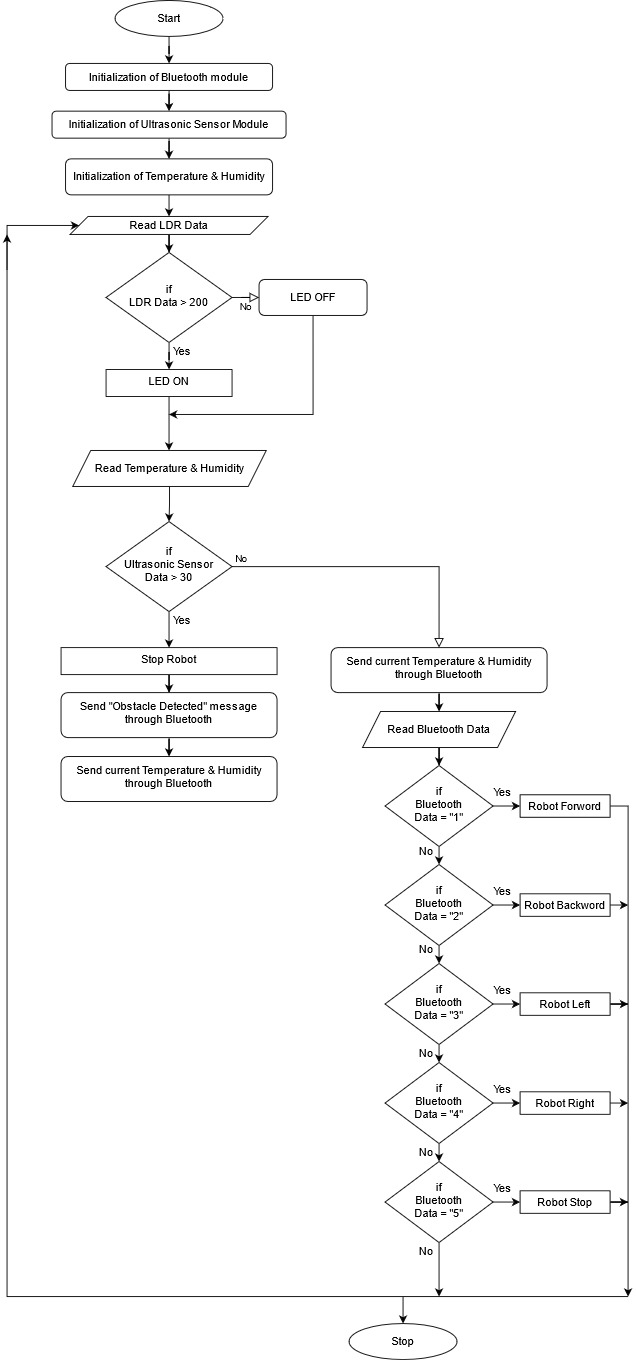 Start
Initialization of Bluetooth module
Initialization of Ultrasonic Sensor Module
Initialization of Temperature & Humidity
Read LDR Data
if
LDR Data > 200
No
LED OFF
Yes
LED ON
Read Temperature & Humidity
if
Ultrasonic Sensor
Data > 30
No
Yes
Stop Robot
Send "Obstacle Detected" message
through Bluetooth
Send current Temperature & Humidity
through Bluetooth
Send current Temperature & Humidity
through Bluetooth
Read Bluetooth Data
if
Bluetooth
Data = "1"
Yes
Robot Forword
No
if
Bluetooth
Data = "2"
Yes
Robot Backword
No
if
Bluetooth
Data = "3"
Yes
Robot Left
No
if
Bluetooth
Data = "4"
Yes
Robot Right
No
if
Bluetooth
Data = "5"
Yes
Robot Stop
No
Stop